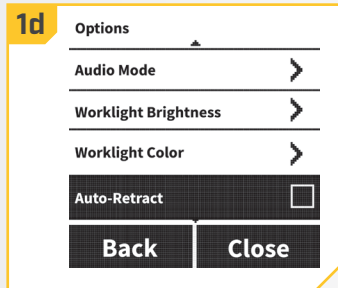 1d
Options
Audio Mode
Worklight Brightness
Worklight Color
Auto-Retract
Back Close